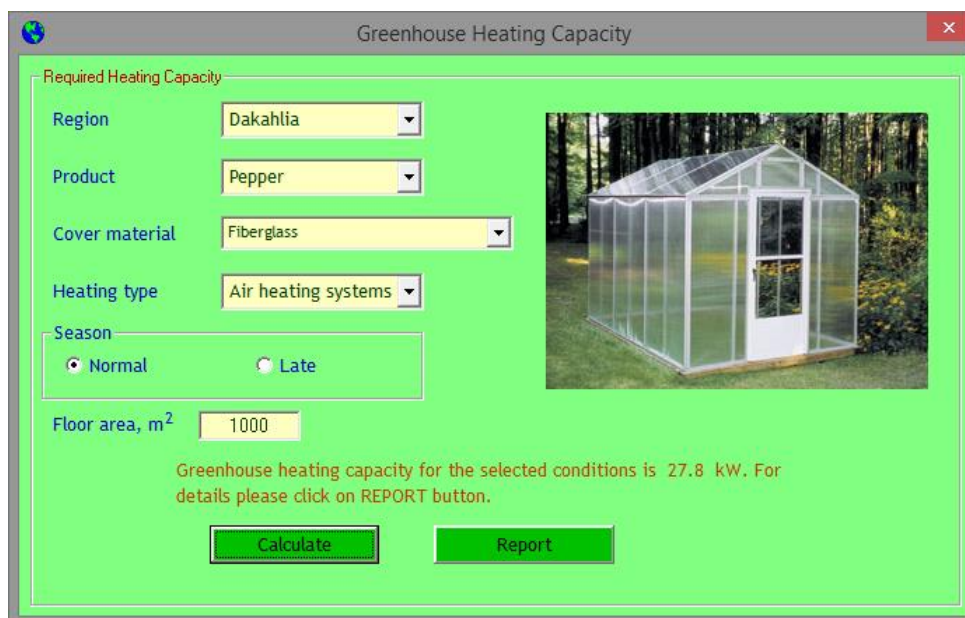 Greenhouse Heating Capacity
Required Heating Capacity
Region Dakahlia
Product Pepper
Cover material Fiberglass
Heating type Air heating systems
Season
Normal Late
Floor area, m² 1000
Greenhouse heating capacity for the selected conditions is 27.8 kW. For
details please click on REPORT button.
Calculate Report